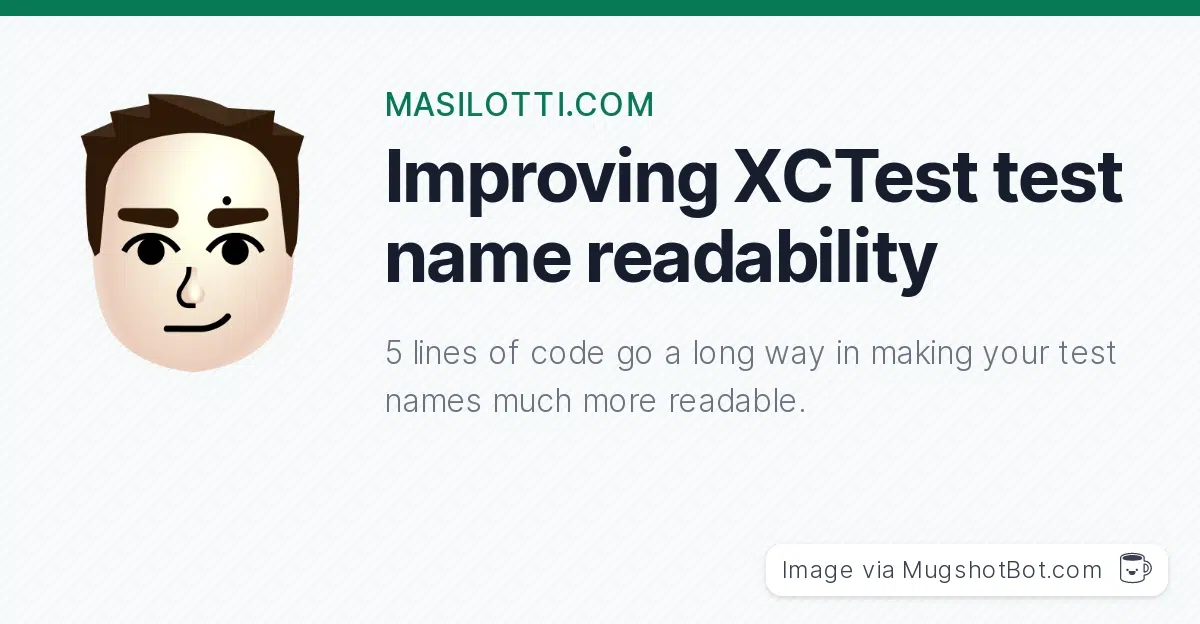 MASILOTTI.COM
Improving XCTest test
name readability
5 lines of code go a long way in making your test
names much more readable.
Image via MugshotBot.com